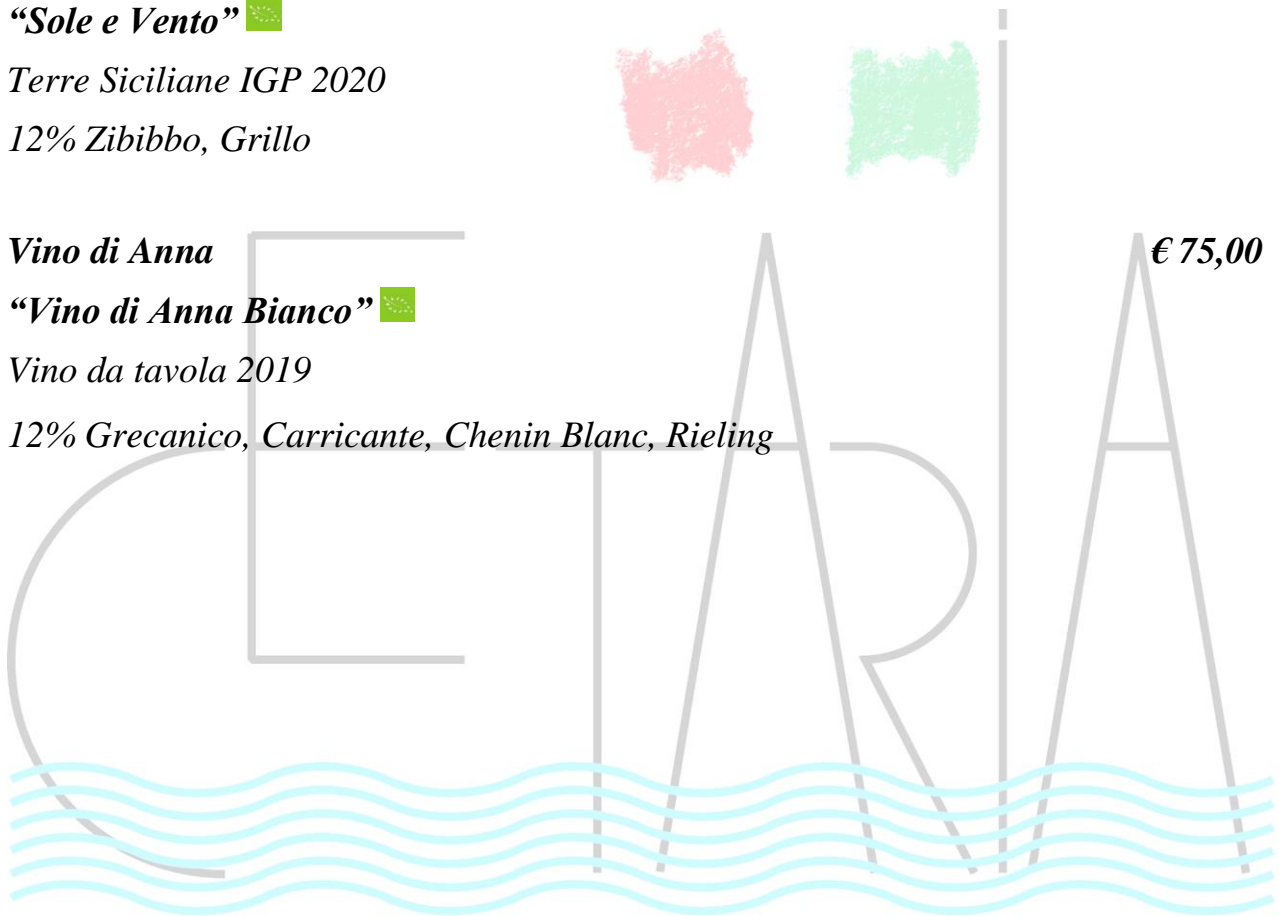 “Sole e Vento”
Terre Siciliane IGP 2020
12% Zibibbo, Grillo
Vino di Anna € 75,00
“Vino di Anna Bianco”
Vino da tavola 2019
12% Grecanico, Carricante, Chenin Blanc, Rieling
CETARIA